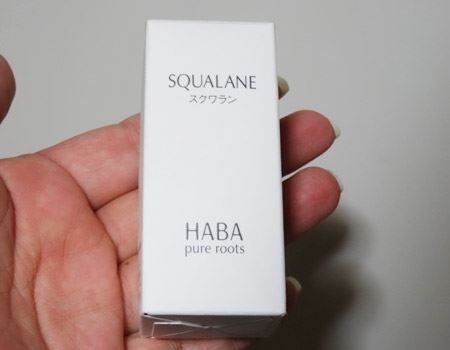 SQUALANE
スクワラン
HABA
pure roots